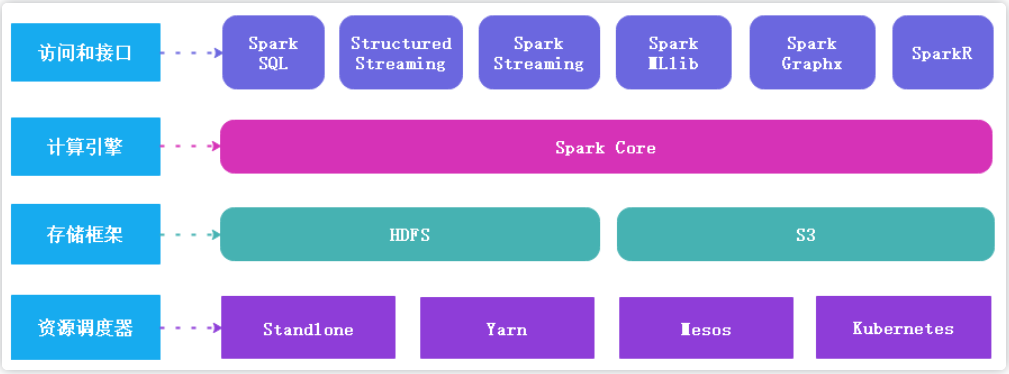 访问和接口
Spark
SQL
Structured
Streaming
Spark
Streaming
Spark
MLlib
Spark
Graphx
SparkR
计算引擎
Spark Core
存储框架
HDFS
S3
资源调度器
Stand1one
Yarn
Mesos
Kubernetes